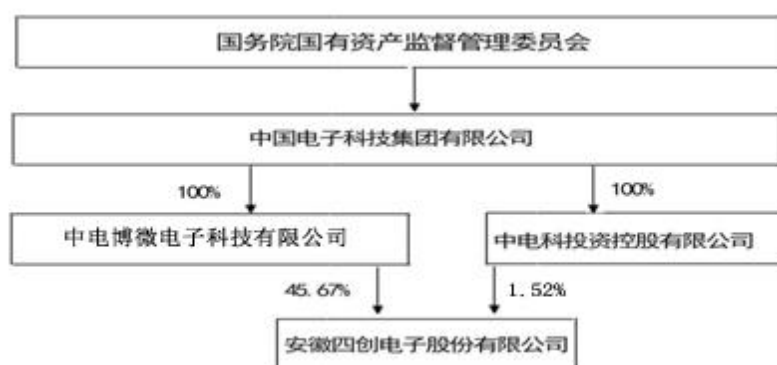 国务院国有资产监督管理委员会
中国电子科技集团有限公司
100%
100%
中电博微电子科技有限公司
中电科投资控股有限公司
45.67%
1.52%
安徽四创电子股份有限公司